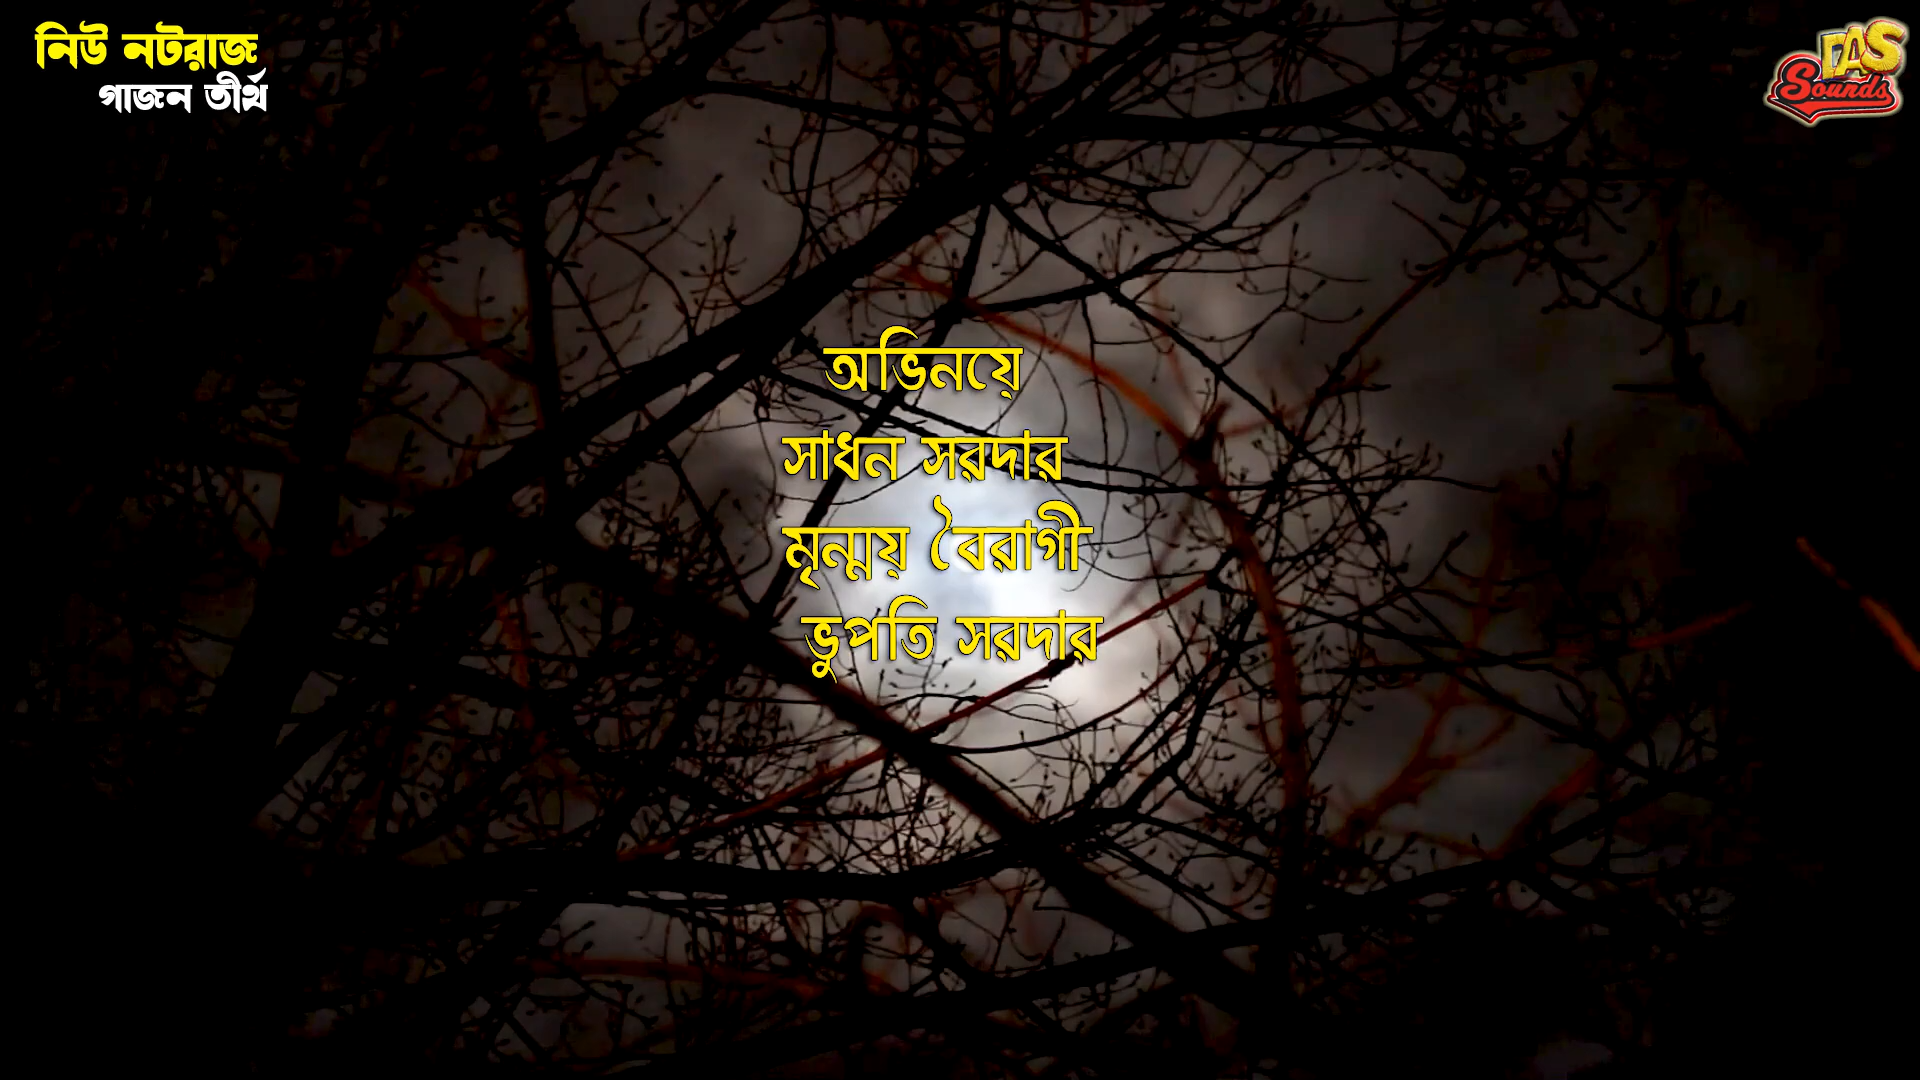 নিউ নটরাজ
গাজন তীর্থ
DAS
Sounds
অভিনয়ে
সাধন সরদার
মৃন্ময় বৈরাগী
ভুপতি সরদার